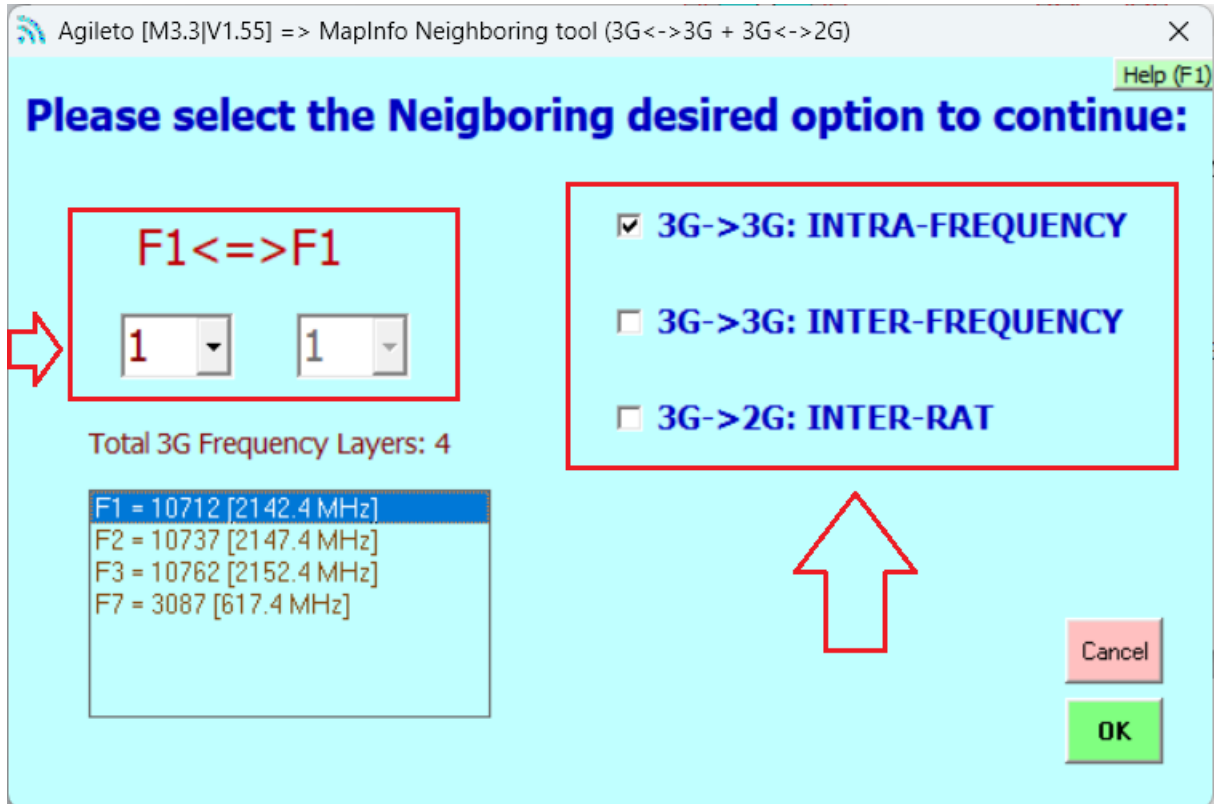 Agileto [M3.3|V1.55] => MapInfo Neighboring tool (3G<->3G + 3G<->2G)
Help (F1)
Please select the Neigboring desired option to continue:
F1<=>F1
1
1
Total 3G Frequency Layers: 4
F1 = 10712 [2142.4 MHz]
F2 = 10737 [2147.4 MHz]
F3 = 10762 [2152.4 MHz]
F7 = 3087 [617.4 MHz]
3G->3G: INTRA-FREQUENCY
3G->3G: INTER-FREQUENCY
3G->2G: INTER-RAT
Cancel
OK